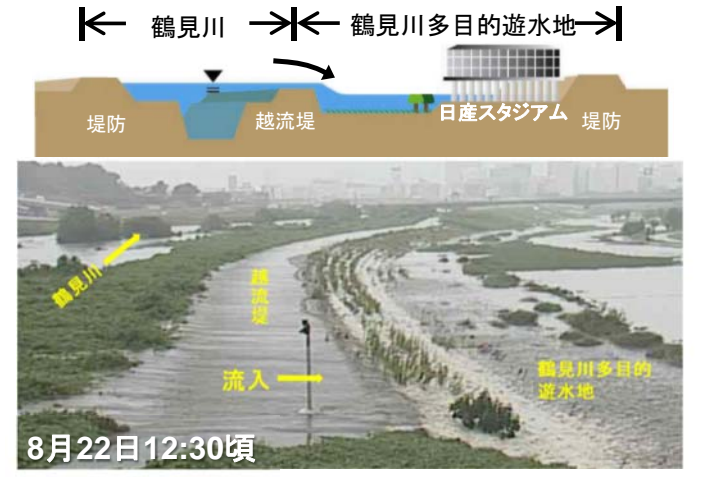 鶴見川
鶴見川多目的遊水地
堤防
越流堤
日産スタジアム
堤防
鶴見川
越流堤
流入
鶴見川多目的
遊水地
8月22日12:30頃